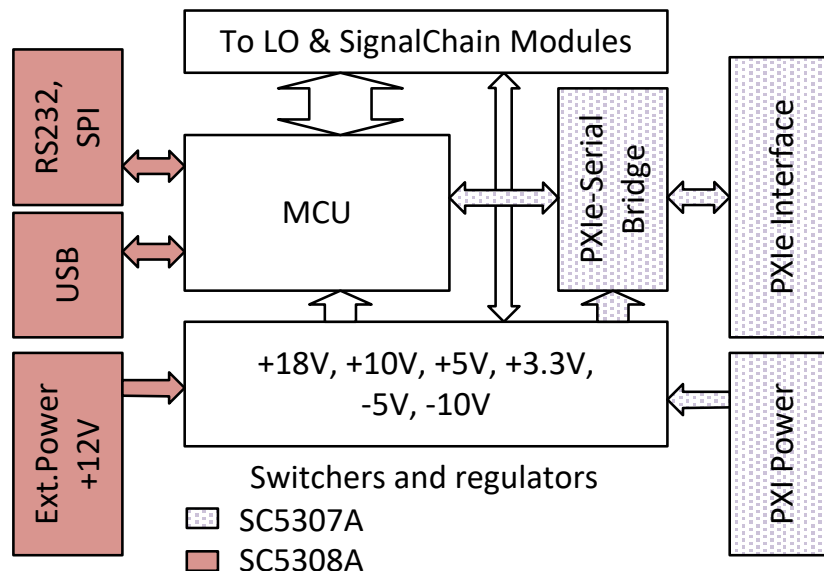 To LO & SignalChain Modules
RS232,
SPI
MCU
PXIe-Serial
Bridge
PXIe Interface
USB
+18V, +10V, +5V, +3.3V,
-5V, -10V
Ext.Power
+12V
PXI Power
Switchers and regulators
SC5307A
SC5308A